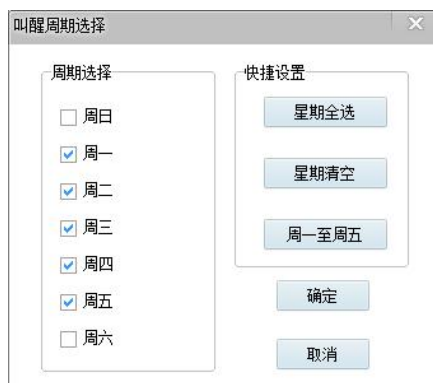 叫醒周期选择
周期选择
周日
周一
周二
周三
周四
周五
周六
快捷设置
星期全选
星期清空
周一至周五
确定
取消